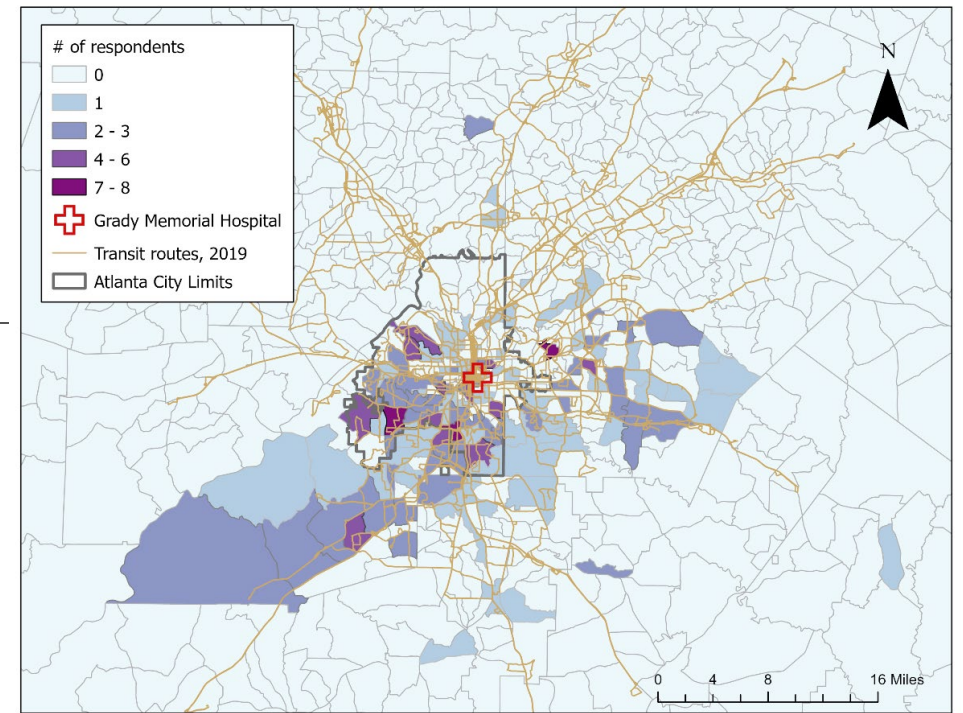 # of respondents
0
1
2 - 3
4 - 6
7 - 8
Grady Memorial Hospital
Transit routes, 2019
Atlanta City Limits
N
0 4 8 16 Miles